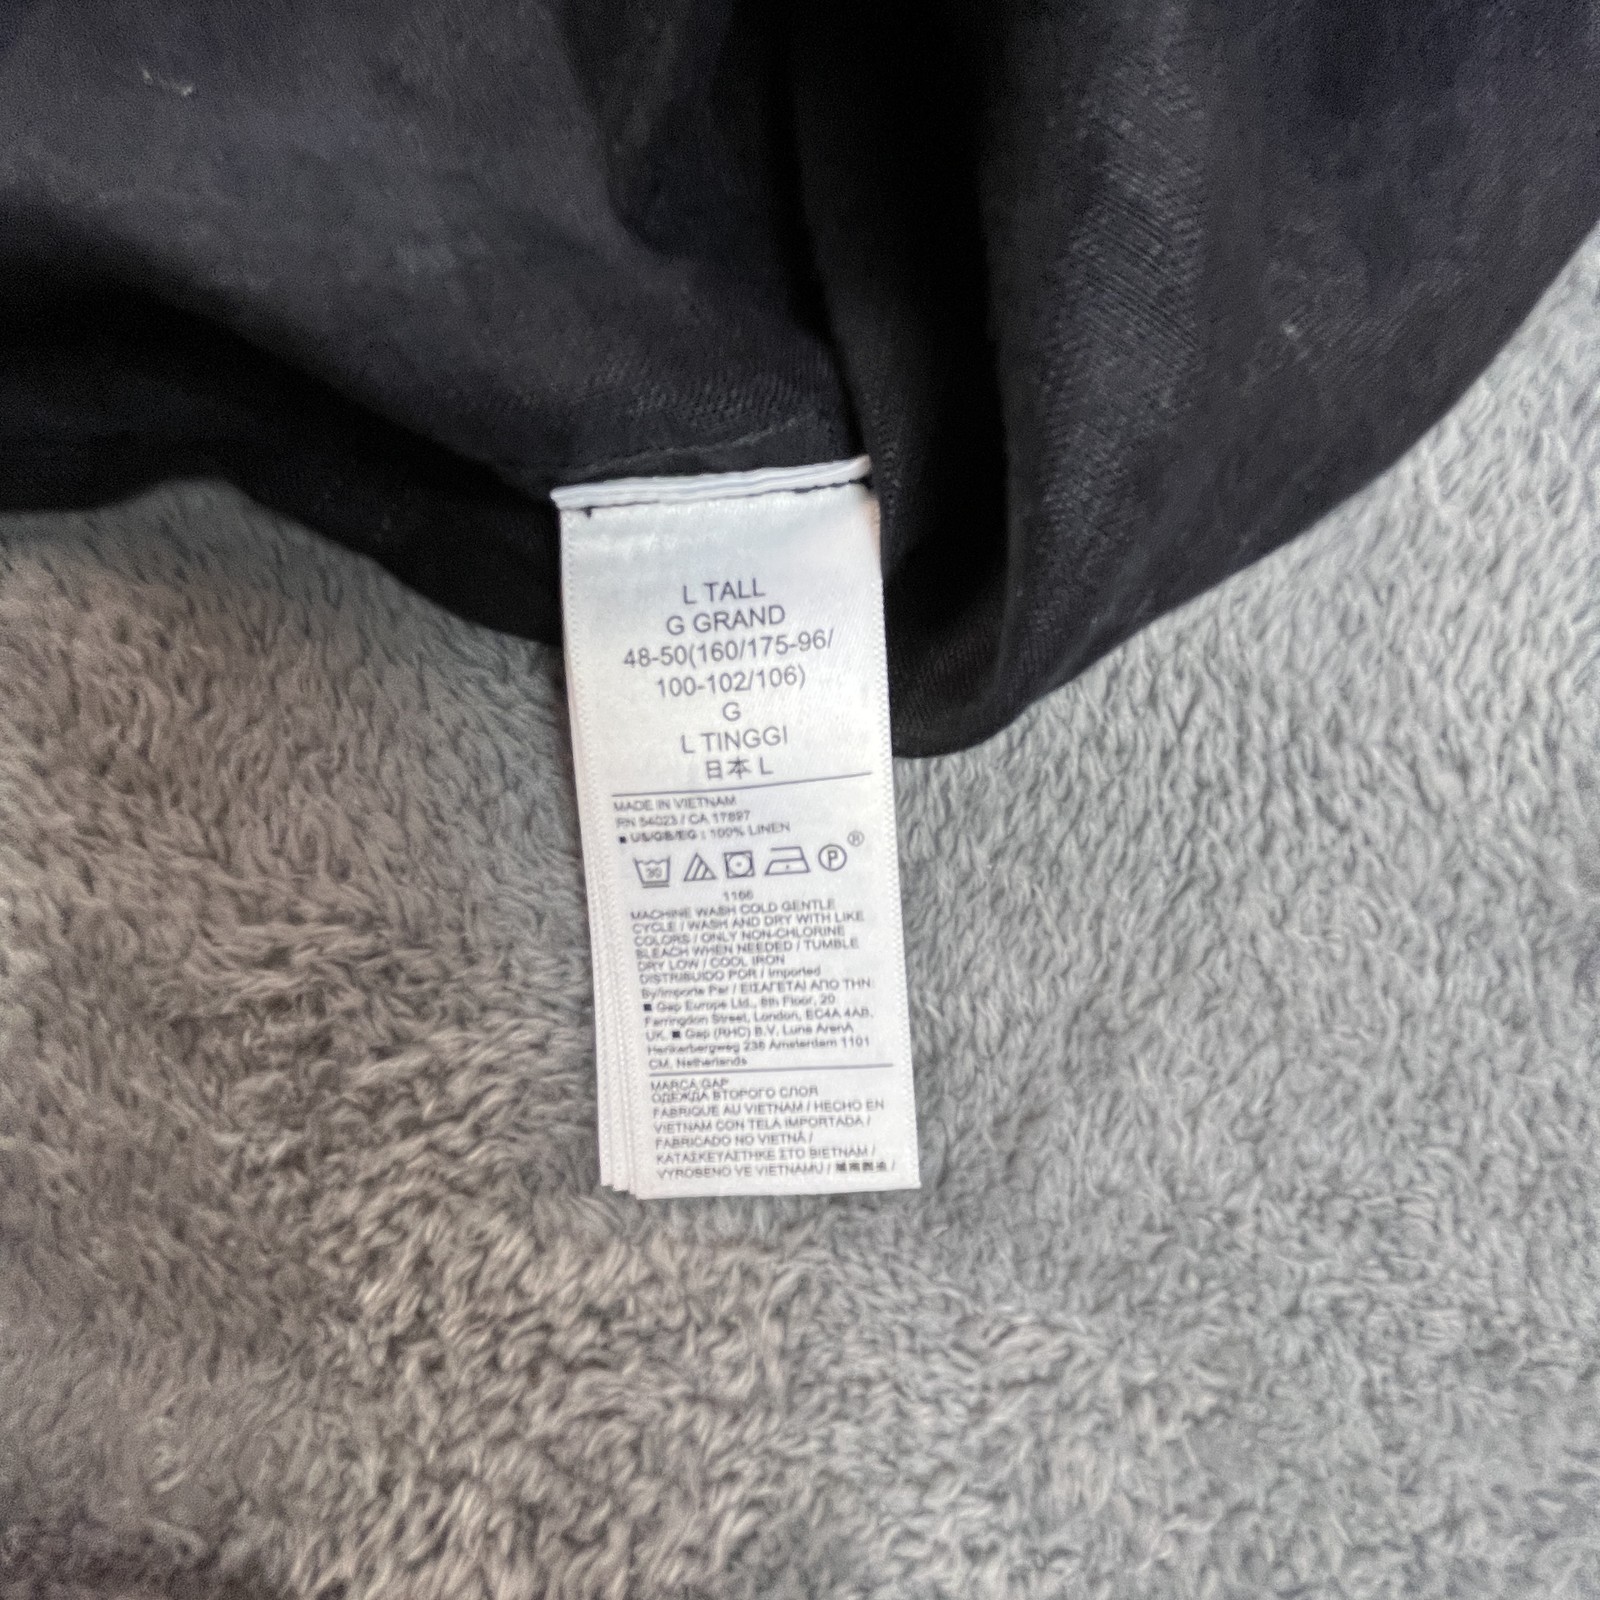 L TALL
G GRAND
48-50(160/175-96/
100-102/106)
G
L TINGGI
日本 L
MADE IN VIETNAM
RN 54023 / CA 17897
■ US/GB/EG : 100% LINEN
30
P ®
1166
MACHINE WASH COLD GENTLE
CYCLE / WASH AND DRY WITH LIKE
COLORS / ONLY NON-CHLORINE
BLEACH WHEN NEEDED / TUMBLE
DRY LOW / COOL IRON
DISTRIBUIDO POR / Imported
By/Importe Par / ΕΙΣΑΓΕΤΑΙ ΑΠΟ ΤΗΝ
■ Gap Europe Ltd., 8th Floor, 20
Farringdon Street, London, EC4A 4AB,
UK. ■ Gap (RHC) B.V. Luna ArenA
Herikerbergweg 238 Amsterdam 1101
CM, Netherlands
MARCA GAP
ОДЕЖДА ВТОРОГО СЛОЯ
FABRIQUE AU VIETNAM / HECHO EN
VIETNAM CON TELA IMPORTADA /
FABRICADO NO VIETNÃ /
ΚΑΤΑΣΚΕΥΑΣΤΗΚΕ ΣΤΟ ΒΙΕΤΝΑΜ /
VYROBENO VE VIETNAMU / /